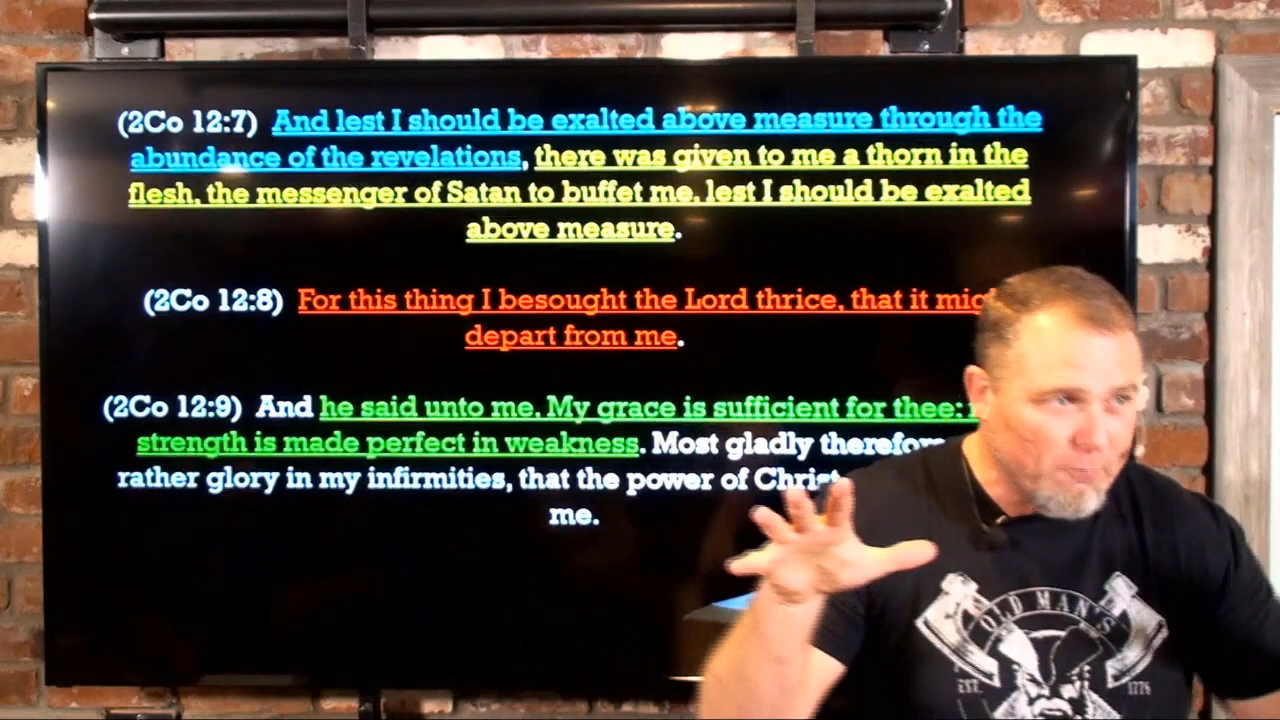 (2Co 12:7) And lest I should be exalted above measure through the
abundance of the revelations, there was given to me a thorn in the
flesh, the messenger of Satan to buffet me, lest I should be exalted
above measure.
(2Co 12:8) For this thing I besought the Lord thrice, that it
depart from me.
(2Co 12:9) And he said unto me, My grace is sufficient for thee:
strength is made perfect in weakness. Most gladly
rather glory in my infirmities, that the power of
me.
OLD MAN'S
EST. 1776